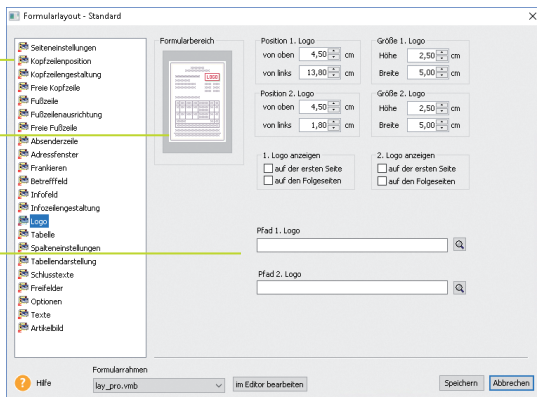 Formularlayout - Standard
Seiteneinstellungen
Kopfzeilenposition
Kopfzeilengestaltung
Freie Kopfzeile
Fußzeile
Fußzeilenausrichtung
Freie Fußzeile
Absenderzeile
Adressfenster
Frankieren
Betrefffeld
Infofeld
Infozeilengestaltung
Logo
Tabelle
Spalteneinstellungen
Tabellendarstellung
Schlusstexte
Freifelder
Optionen
Texte
Artikelbild
Formularbereich
LOGO
Position 1. Logo
von oben 4,50 cm
von links 13,80 cm
Größe 1. Logo
Höhe 2,50 cm
Breite 5,00 cm
Position 2. Logo
von oben 4,50 cm
von links 1,80 cm
Größe 2. Logo
Höhe 2,50 cm
Breite 5,00 cm
1. Logo anzeigen
auf der ersten Seite
auf den Folgeseiten
2. Logo anzeigen
auf der ersten Seite
auf den Folgeseiten
Pfad 1. Logo
Pfad 2. Logo
Formularrahmen
? Hilfe
lay_pro.vmb
im Editor bearbeiten
Speichern
Abbrechen